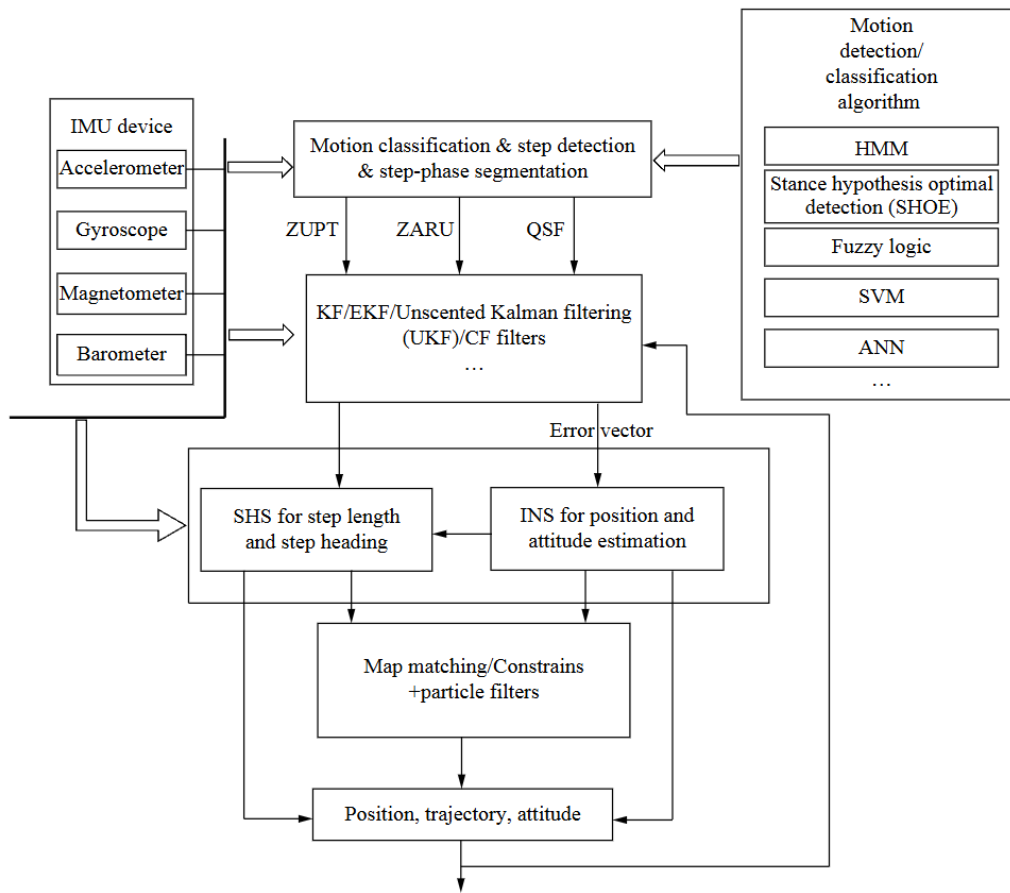 IMU device
Accelerometer
Gyroscope
Magnetometer
Barometer
Motion classification & step detection
& step-phase segmentation
Motion
detection/
classification
algorithm
HMM
Stance hypothesis optimal
detection (SHOE)
Fuzzy logic
SVM
ANN
…
ZUPT
ZARU
QSF
KF/EKF/Unscented Kalman filtering
(UKF)/CF filters
…
Error vector
SHS for step length
and step heading
INS for position and
attitude estimation
Map matching/Constrains
+particle filters
Position, trajectory, attitude